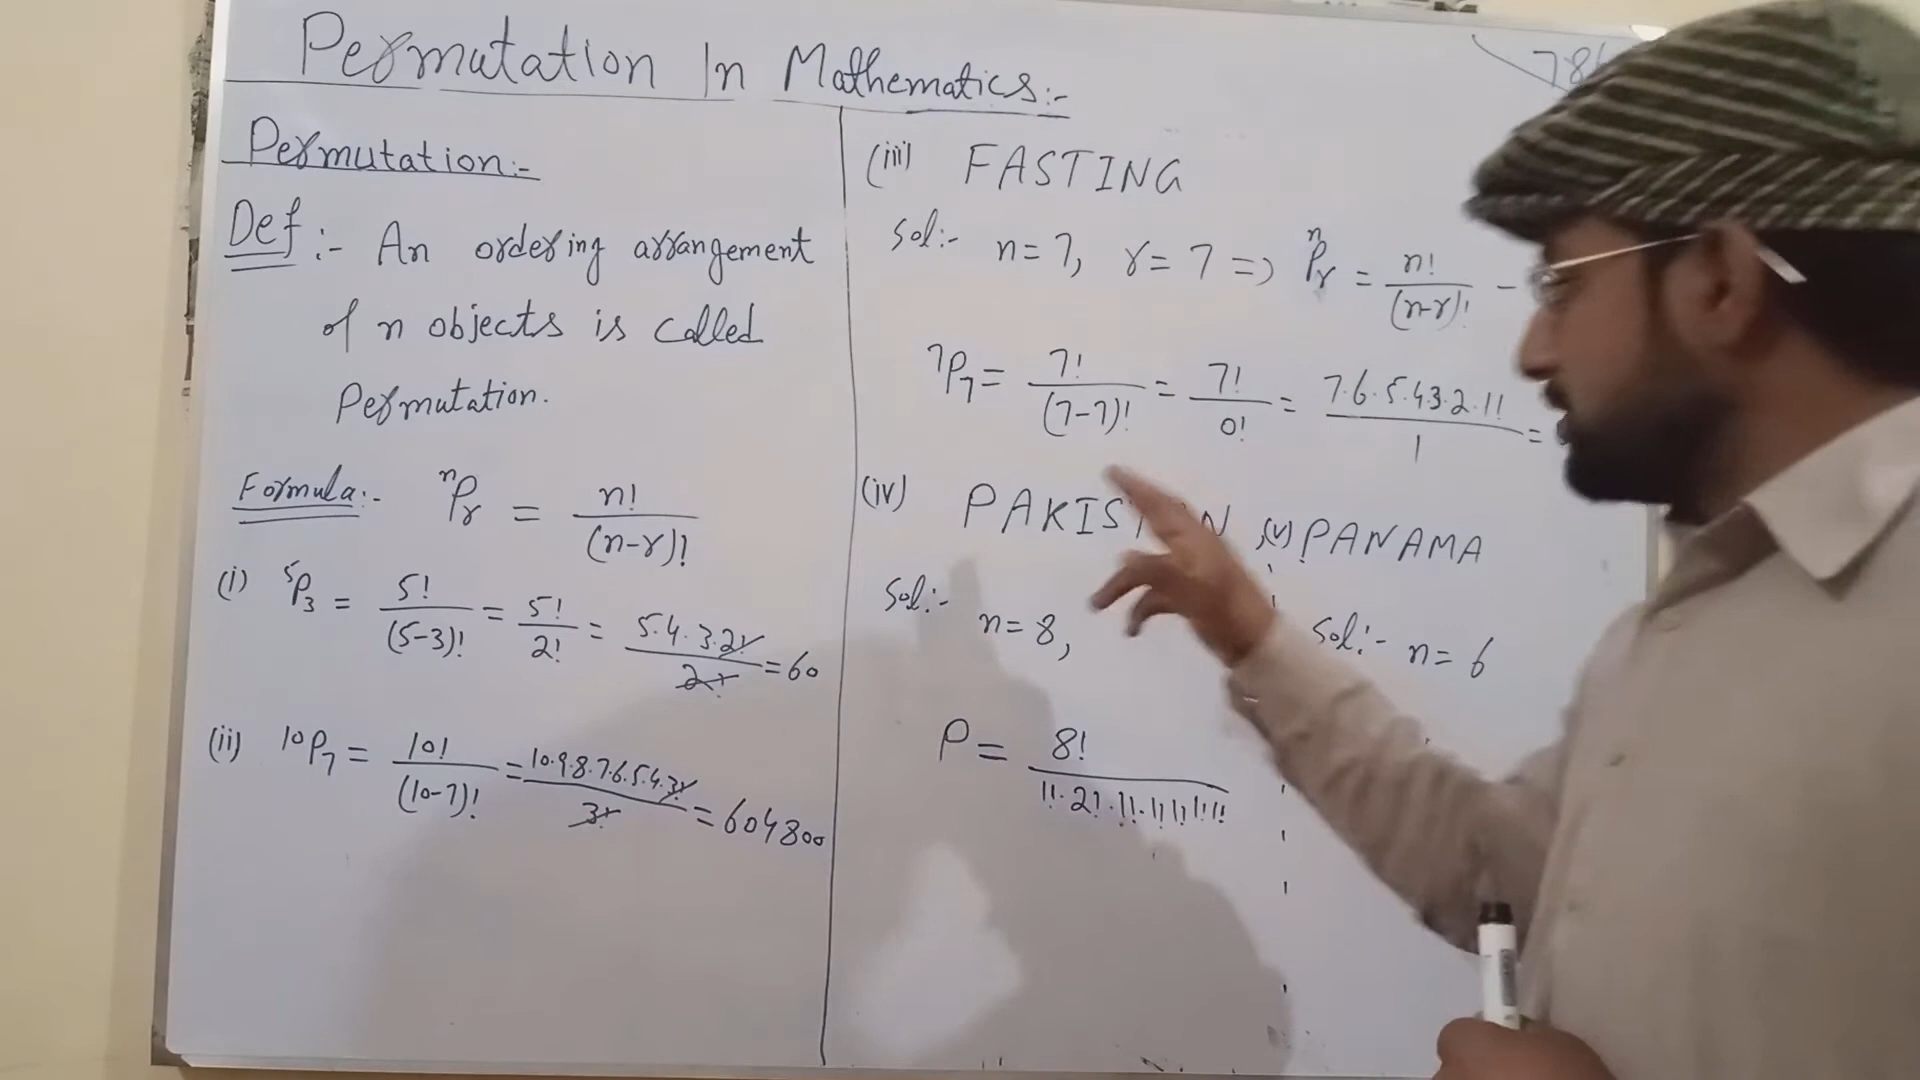 Permutation In Mathematics:-
Permutation:-
Def:- An ordering arrangement
of n objects is called
Permutation.
Formula:- ⁿPᵣ = n!/(n-r)!
(i) ⁵P₃ = 5!/(5-3)! = 5!/2! = 5.4.3.2!/2! = 60
(ii) ¹⁰P₇ = 10!/(10-7)! = 10.9.8.7.6.5.4.3!/3! = 604800
(iii) FASTING
Sol:- n=7, r=7 => ⁿPᵣ = n!/(n-r)! -
⁷P₇ = 7!/(7-7)! = 7!/0! = 7.6.5.4.3.2.1!/1 =
(iv) , (v) PANAMA
Sol:- n=8,
Sol:- n=6
P = 8!/1!.2!.1!.1!1!1!1!